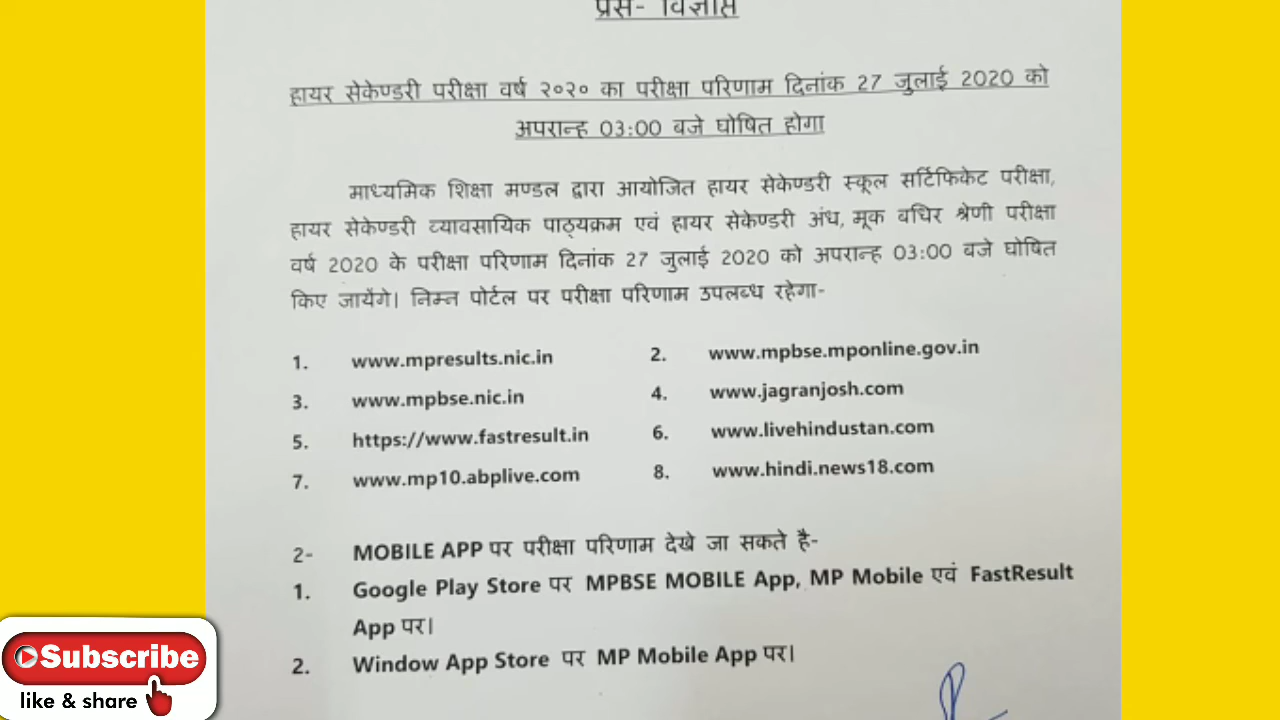 प्रेस- विज्ञप्ति
हायर सेकेण्डरी परीक्षा वर्ष २०२० का परीक्षा परिणाम दिनांक 27 जुलाई 2020 को
अपरान्ह 03:00 बजे घोषित होगा
माध्यमिक शिक्षा मण्डल द्वारा आयोजित हायर सेकेण्डरी स्कूल सर्टिफिकेट परीक्षा,
हायर सेकेण्डरी व्यावसायिक पाठ्यक्रम एवं हायर सेकेण्डरी अंध, मूक बधिर श्रेणी परीक्षा
वर्ष 2020 के परीक्षा परिणाम दिनांक 27 जुलाई 2020 को अपरान्ह 03:00 बजे घोषित
किए जायेंगे। निम्न पोर्टल पर परीक्षा परिणाम उपलब्ध रहेगा-
1. www.mpresults.nic.in 2. www.mpbse.mponline.gov.in
3. www.mpbse.nic.in 4. www.jagranjosh.com
5. https://www.fastresult.in 6. www.livehindustan.com
7. www.mp10.abplive.com 8. www.hindi.news18.com
2- MOBILE APP पर परीक्षा परिणाम देखे जा सकते है-
1. Google Play Store पर MPBSE MOBILE App, MP Mobile एवं FastResult
App पर।
2. Window App Store पर MP Mobile App पर।
Subscribe
like & share